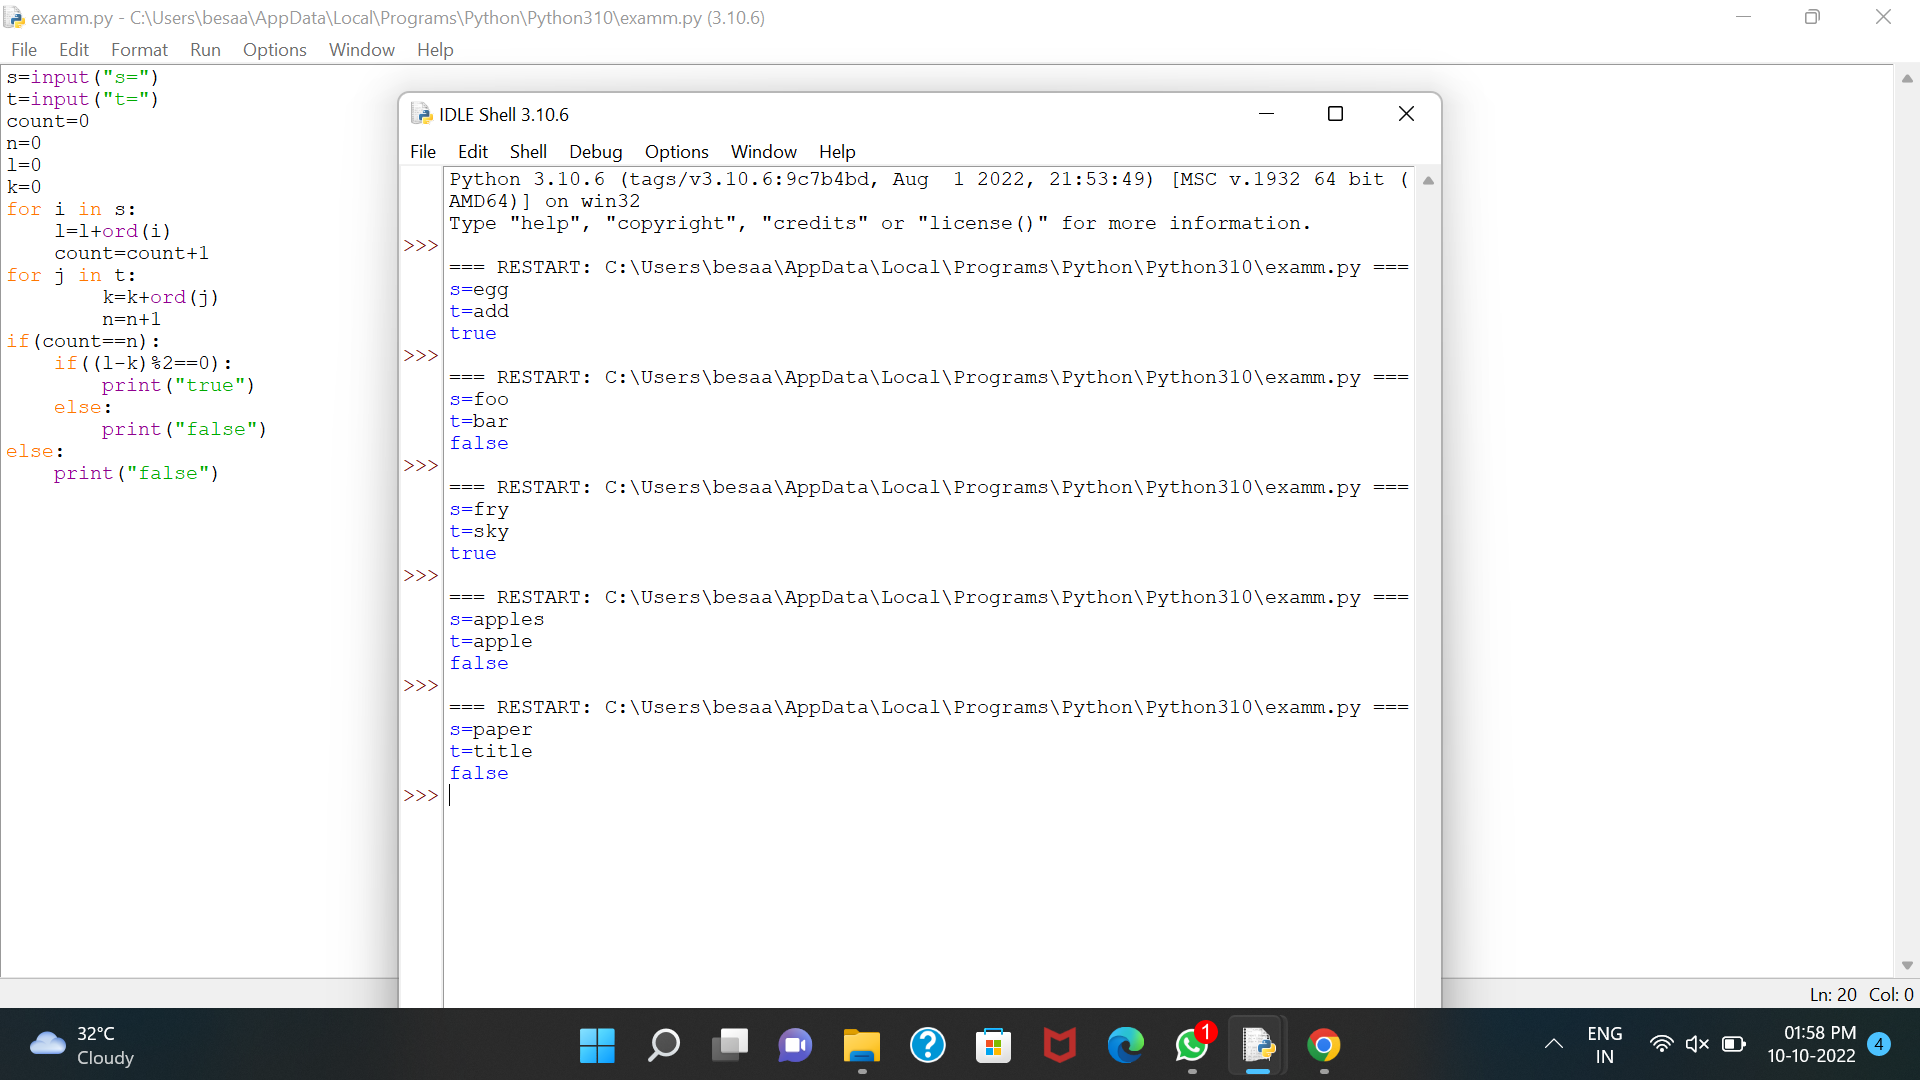 examm.py - C:\Users\besaa\AppData\Local\Programs\Python\Python310\examm.py (3.10.6)
File Edit Format Run Options Window Help
s=input("s=")
t=input("t=")
count=0
n=0
l=0
k=0
for i in s:
    l=l+ord(i)
    count=count+1
for j in t:
        k=k+ord(j)
        n=n+1
if(count==n):
    if((l-k)%2==0):
        print("true")
    else:
        print("false")
else:
    print("false")
IDLE Shell 3.10.6
File Edit Shell Debug Options Window Help
Python 3.10.6 (tags/v3.10.6:9c7b4bd, Aug  1 2022, 21:53:49) [MSC v.1932 64 bit (
AMD64)] on win32
Type "help", "copyright", "credits" or "license()" for more information.
>>>
=== RESTART: C:\Users\besaa\AppData\Local\Programs\Python\Python310\examm.py ===
s=egg
t=add
true
>>>
=== RESTART: C:\Users\besaa\AppData\Local\Programs\Python\Python310\examm.py ===
s=foo
t=bar
false
>>>
=== RESTART: C:\Users\besaa\AppData\Local\Programs\Python\Python310\examm.py ===
s=fry
t=sky
true
>>>
=== RESTART: C:\Users\besaa\AppData\Local\Programs\Python\Python310\examm.py ===
s=apples
t=apple
false
>>>
=== RESTART: C:\Users\besaa\AppData\Local\Programs\Python\Python310\examm.py ===
s=paper
t=title
false
>>>
Ln: 20 Col: 0
32°C
Cloudy
1
ENG
IN
01:58 PM
10-10-2022
4